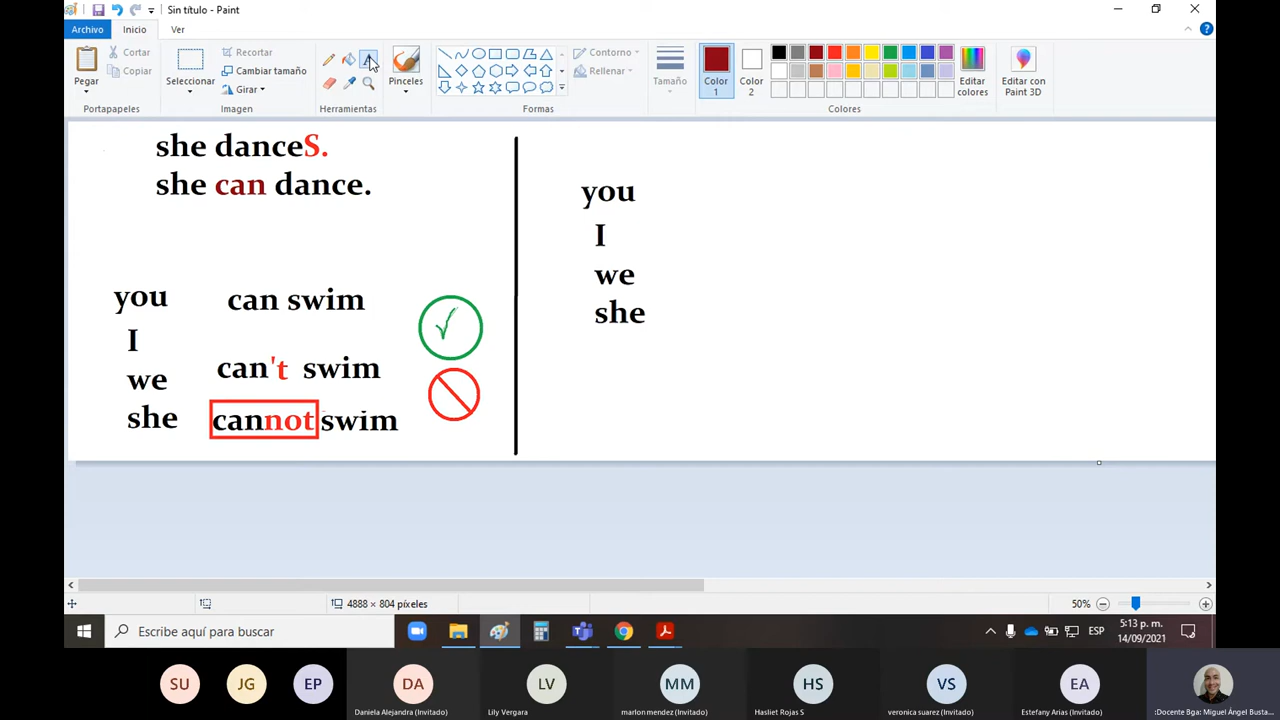 Sin título - Paint
Archivo
Inicio
Ver
Pegar
Cortar
Copiar
Portapapeles
Seleccionar
Recortar
Cambiar tamaño
Girar
Imagen
A
Herramientas
Pinceles
Contorno
Rellenar
Formas
Tamaño
Color 1
Color 2
Editar colores
Editar con Paint 3D
Colores
she danceS.
she can dance.
you
I
we
she
can swim
can't swim
cannot swim
you
I
we
she
4888 × 804 píxeles
50%
Escribe aquí para buscar
ESP
5:13 p. m.
14/09/2021
SU
JG
EP
DA
Daniela Alejandra (Invitado)
LV
Lily Vergara
MM
marlon mendez (Invitado)
HS
Hasliet Rojas S
VS
veronica suarez (Invitado)
EA
Estefany Arias (Invitado)
:Docente Bga: Miguel Ángel Busta...